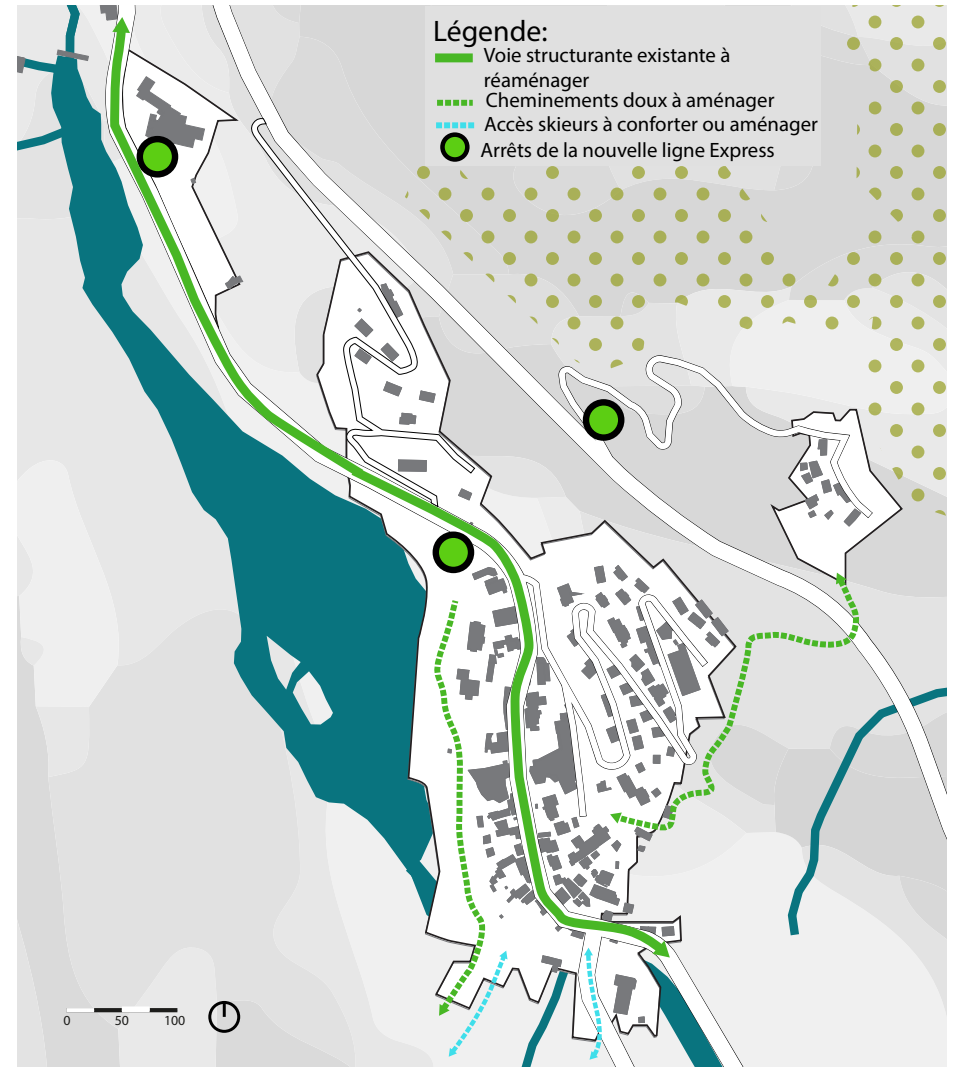 Légende:
Voie structurante existante à
réaménager
Cheminements doux à aménager
Accès skieurs à conforter ou aménager
Arrêts de la nouvelle ligne Express
0 50 100